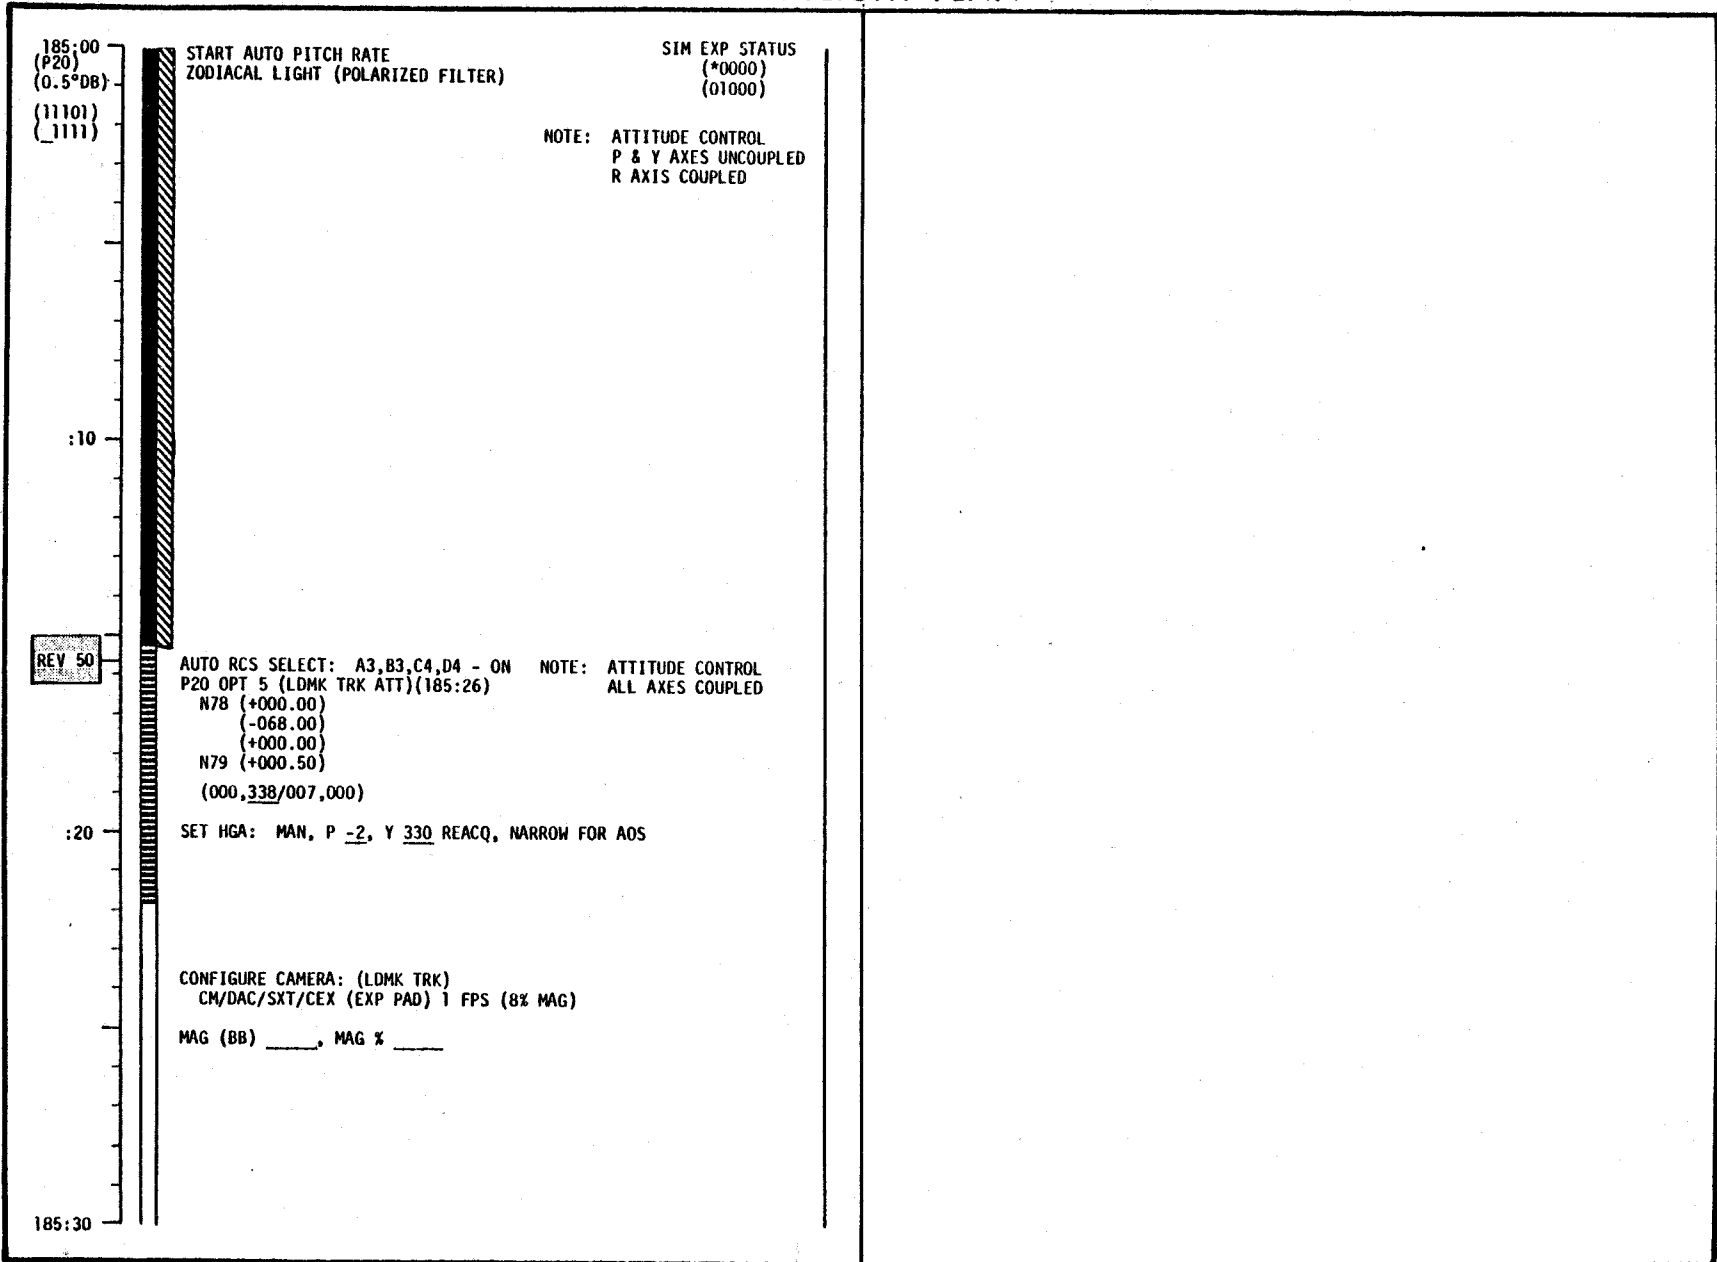 185:00
(P20)
(0.5°DB)
(11101)
(_1111)
START AUTO PITCH RATE
ZODIACAL LIGHT (POLARIZED FILTER)
SIM EXP STATUS
(*0000)
(01000)
NOTE: ATTITUDE CONTROL
P & Y AXES UNCOUPLED
R AXIS COUPLED
:10
REV 50
AUTO RCS SELECT: A3,B3,C4,D4 - ON
NOTE: ATTITUDE CONTROL
ALL AXES COUPLED
P20 OPT 5 (LDMK TRK ATT)(185:26)
N78 (+000.00)
(-068.00)
(+000.00)
N79 (+000.50)
(000,338/007,000)
:20
SET HGA: MAN, P -2, Y 330 REACQ, NARROW FOR AOS
CONFIGURE CAMERA: (LDMK TRK)
CM/DAC/SXT/CEX (EXP PAD) 1 FPS (8% MAG)
MAG (BB) _____, MAG % _____
185:30